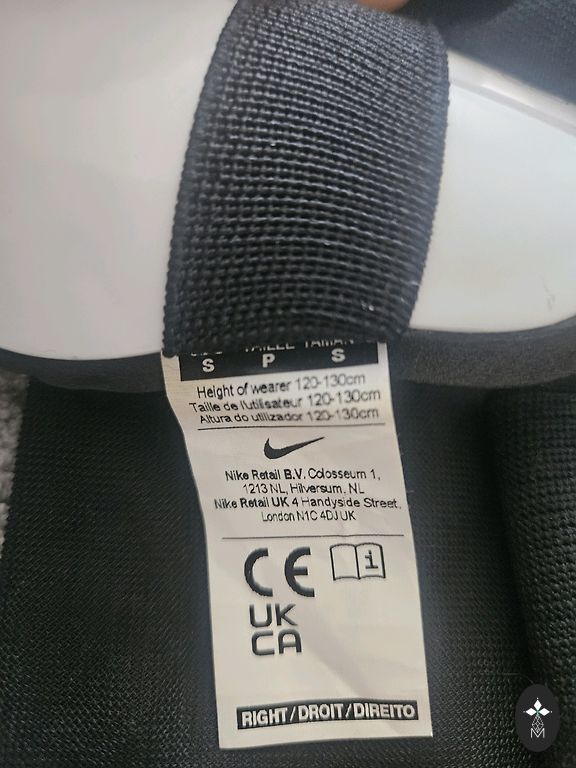 TAILLE TAMAN
S P S
Height of wearer 120-130cm
Taille de l'utilisateur 120-130cm
Altura do utilizador 120-130cm
Nike Retail B.V. Colosseum 1,
1213 NL, Hilversum, NL
Nike Retail UK 4 Handyside Street,
London N1C 4DJ UK
CE i
UK
CA
RIGHT/DROIT/DIREITO
M